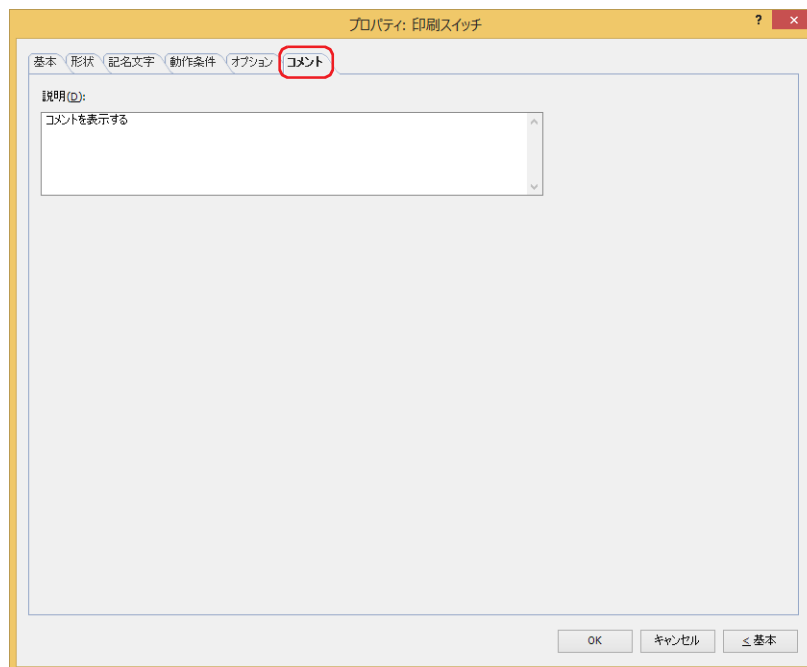 プロパティ: 印刷スイッチ
?
×
基本 形状 記名文字 動作条件 オプション コメント
説明(D):
コメントを表示する
OK キャンセル < 基本